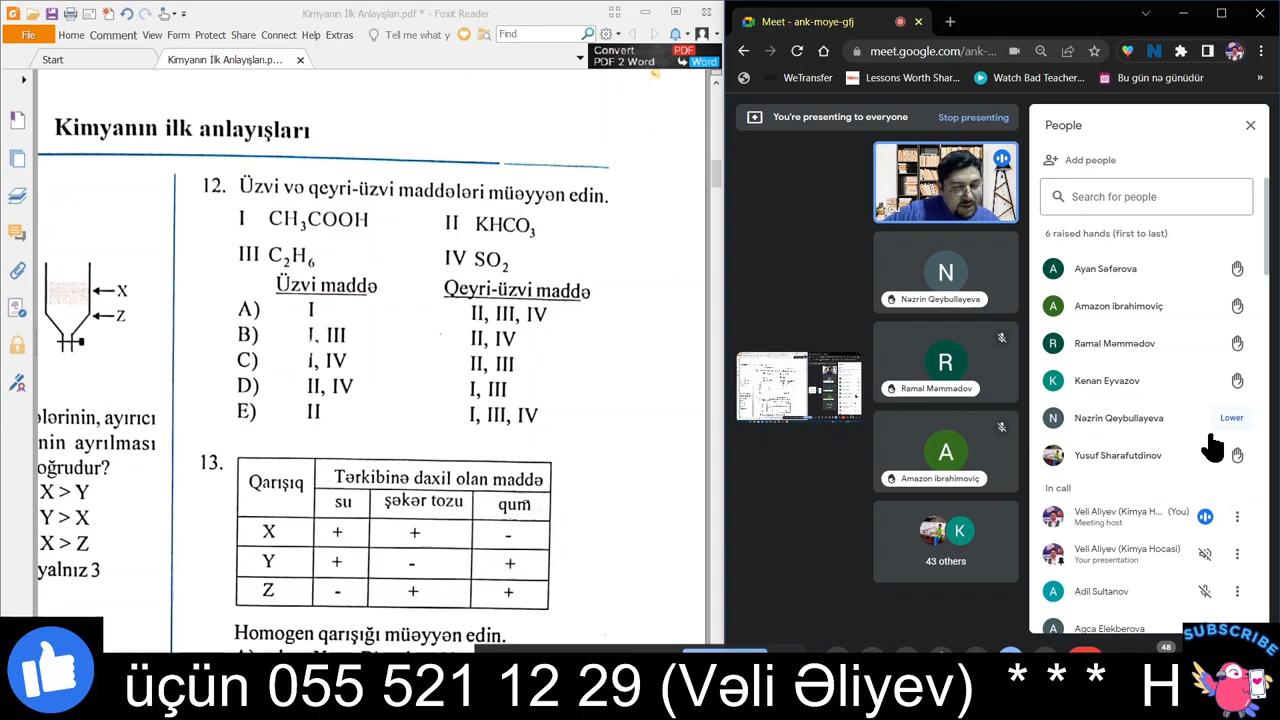 Kimyanın İlk Anlayışları.pdf * - Foxit Reader
File Home Comment View Form Protect Share Connect Help Extras Tell me what y Find
Start Kimyanın İlk Anlayışları.p...
Convert PDF
PDF 2 Word Word
Kimyanın ilk anlayışları
X
Z
ələrinin, ayırıcı
nin ayrılması
oğrudur?
X > Y
Y > X
X > Z
yalnız 3
12. Üzvi və qeyri-üzvi maddələri müəyyən edin.
I CH₃COOH II KHCO₃
III C₂H₆ IV SO₂
Üzvi maddə Qeyri-üzvi maddə
A) I II, III, IV
B) I, III II, IV
C) I, IV II, III
D) II, IV I, III
E) II I, III, IV
13.
Qarışıq Tərkibinə daxil olan maddə
su şəkər tozu qum
X + + -
Y + - +
Z - + +
Homogen qarışığı müəyyən edin.
Meet - ank-moye-gfj
meet.google.com/ank-
WeTransfer Lessons Worth Shar... Watch Bad Teacher... Bu gün nə günüdür »
You're presenting to everyone Stop presenting
N
Nəzrin Qeybullayeva
R
Ramal Məmmədov
A
Amazon ibrahimoviç
K
43 others
People
Add people
Search for people
6 raised hands (first to last)
A Ayan Səfərova
A Amazon ibrahimoviç
R Ramal Məmmədov
K Kenan Eyvazov
N Nəzrin Qeybullayeva Lower
Yusuf Sharafutdinov
In call
Veli Aliyev (Kimya H... (You)
Meeting host
Veli Aliyev (Kimya Hocasi)
Your presentation
A Adil Sultanov
Agca Elekberova
48
SUBSCRIBE
üçün 055 521 12 29 (Vəli Əliyev) * * * H